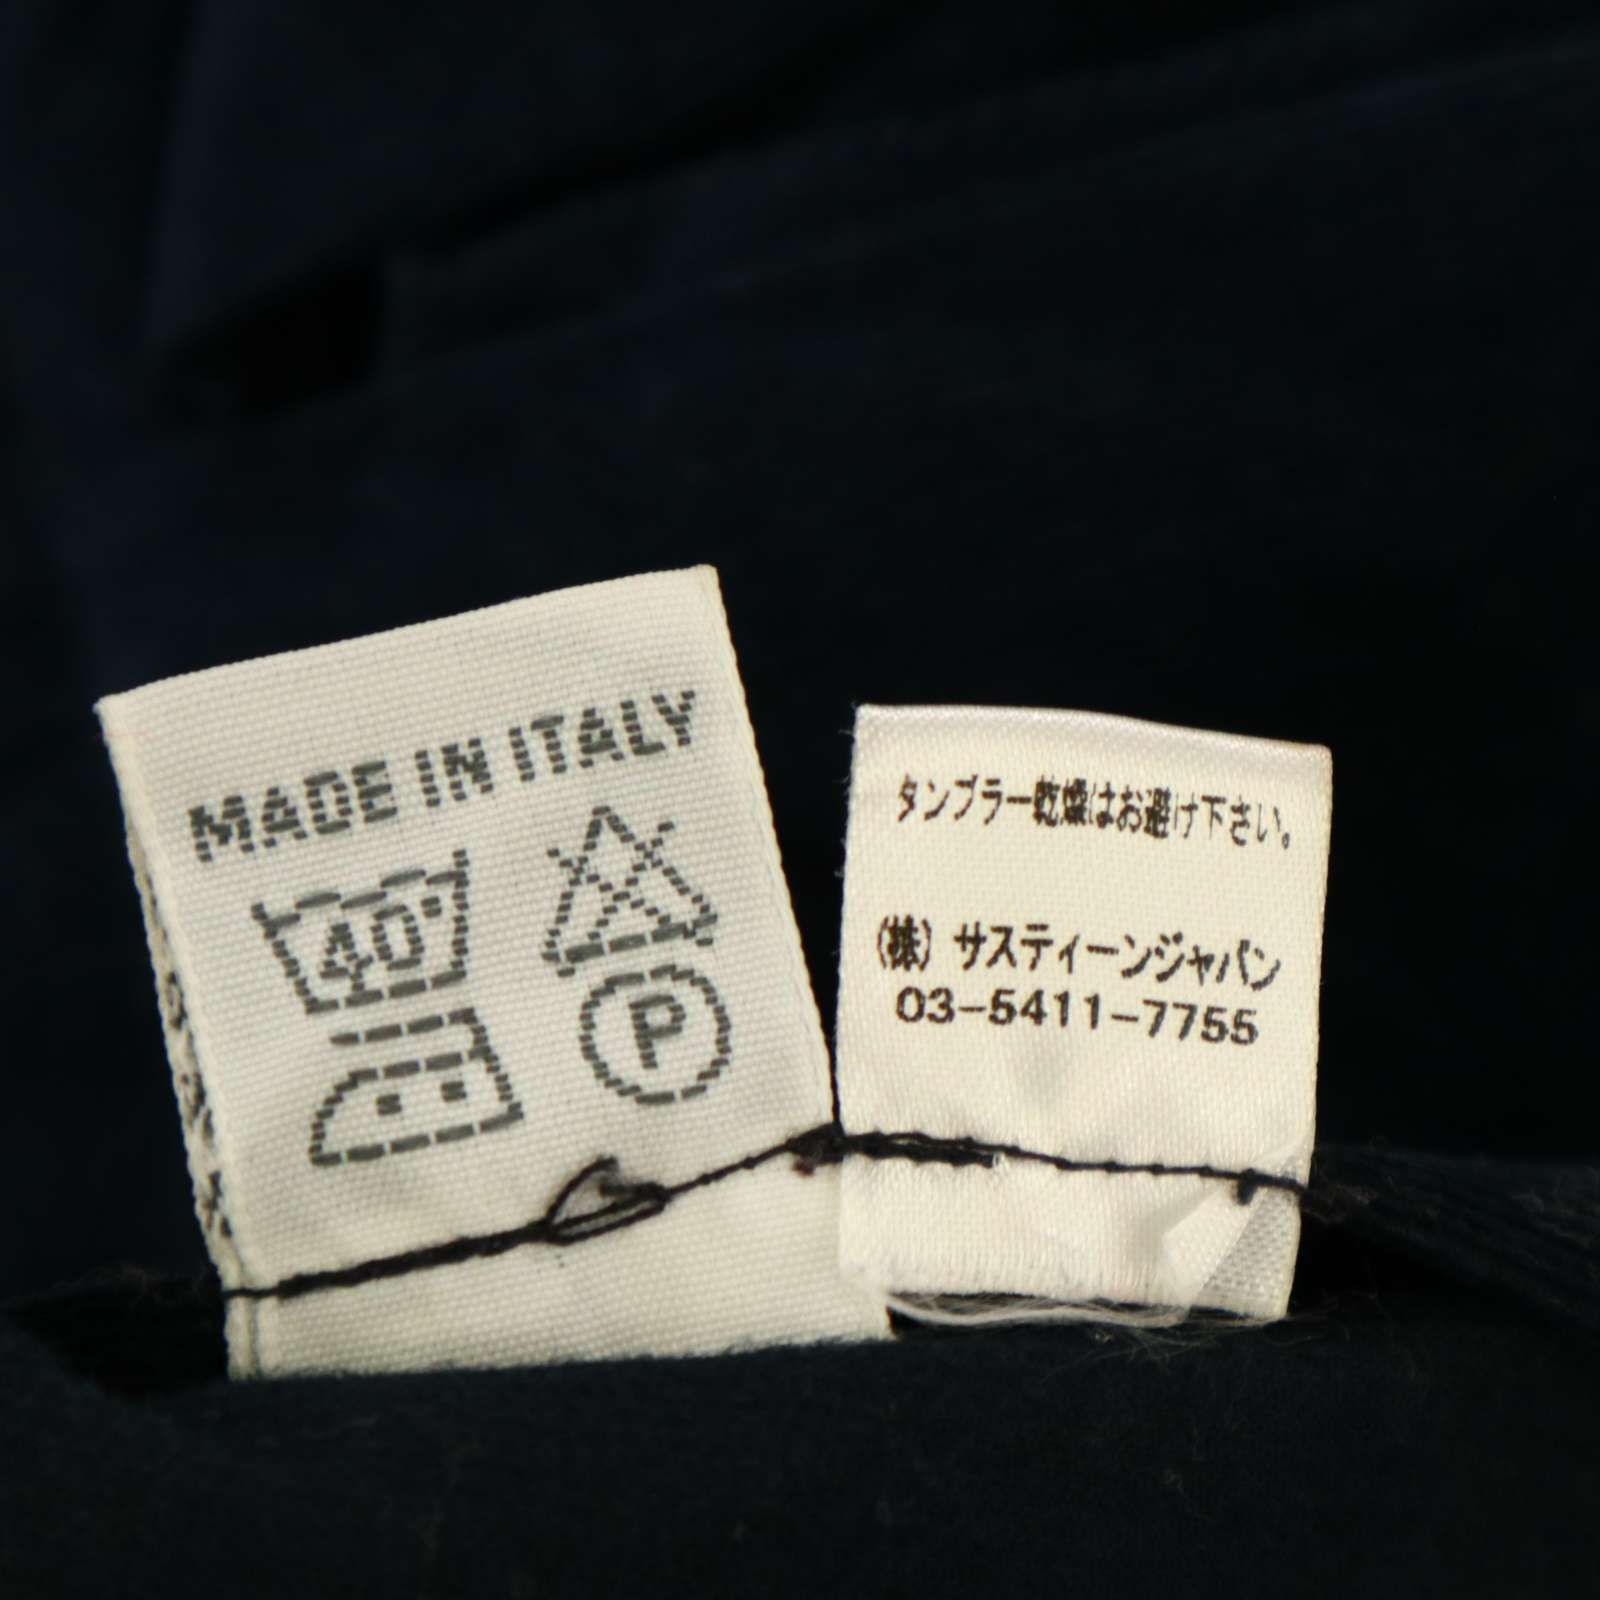 MADE IN ITALY
40°
P
タンブラー乾燥はお避け下さい。
(株) サスティーンジャパン
03-5411-7755